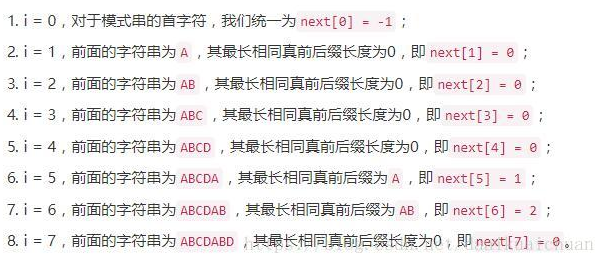 1. i = 0，对于模式串的首字符，我们统一为 next[0] = -1；
2. i = 1，前面的字符串为 A，其最长相同真前后缀长度为0，即 next[1] = 0；
3. i = 2，前面的字符串为 AB，其最长相同真前后缀长度为0，即 next[2] = 0；
4. i = 3，前面的字符串为 ABC，其最长相同真前后缀长度为0，即 next[3] = 0；
5. i = 4，前面的字符串为 ABCD，其最长相同真前后缀长度为0，即 next[4] = 0；
6. i = 5，前面的字符串为 ABCDA，其最长相同真前后缀为 A，即 next[5] = 1；
7. i = 6，前面的字符串为 ABCDAB，其最长相同真前后缀为 AB，即 next[6] = 2；
8. i = 7，前面的字符串为 ABCDABD，其最长相同真前后缀长度为0，即 next[7] = 0。